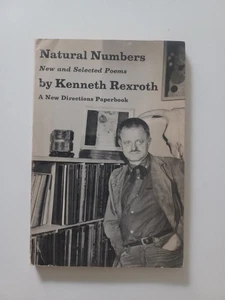 Natural Numbers
New and Selected Poems
by Kenneth Rexroth
A New Directions Paperbook